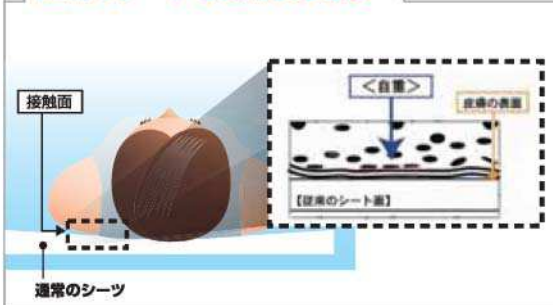 接触面
＜自重＞
皮膚の表面
【従来のシート面】
通常のシーツ